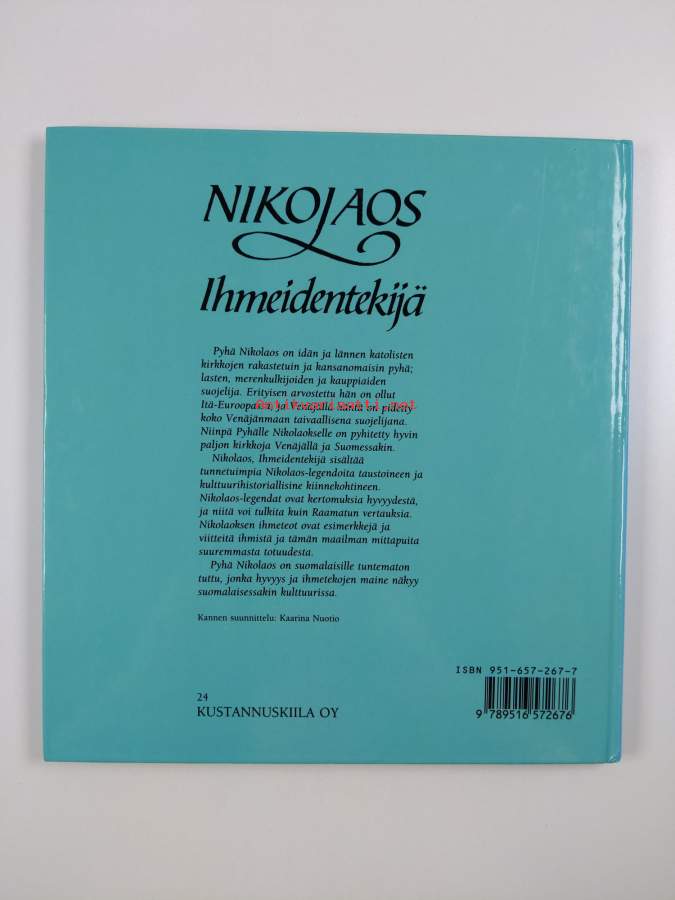 NIKOLAOS
Ihmeidentekijä
Pyhä Nikolaos on idän ja lännen katolisten
kirkkojen rakastetuin ja kansanomaisin pyhä;
lasten, merenkulkijoiden ja kauppiaiden
suojelija. Erityisen arvostettu hän on ollut
Itä-Euroopassa, ja Venäjällä häntä on pidetty
antikvariaatti.net
koko Venäjänmaan taivaallisena suojelijana.
Niinpä Pyhälle Nikolaokselle on pyhitetty hyvin
paljon kirkkoja Venäjällä ja Suomessakin.
Nikolaos, Ihmeidentekijä sisältää
tunnetuimpia Nikolaos-legendoita taustoineen ja
kulttuurihistoriallisine kiinnekohtineen.
Nikolaos-legendat ovat kertomuksia hyvyydestä,
ja niitä voi tulkita kuin Raamatun vertauksia.
Nikolaoksen ihmeteot ovat esimerkkejä ja
viitteitä ihmistä ja tämän maailman mittapuita
suuremmasta totuudesta.
Pyhä Nikolaos on suomalaisille tuntematon
tuttu, jonka hyvyys ja ihmetekojen maine näkyy
suomalaisessakin kulttuurissa.
Kannen suunnittelu: Kaarina Nuotio
ISBN 951-657-267-7
24
KUSTANNUSKIILA OY
9 789516 572676